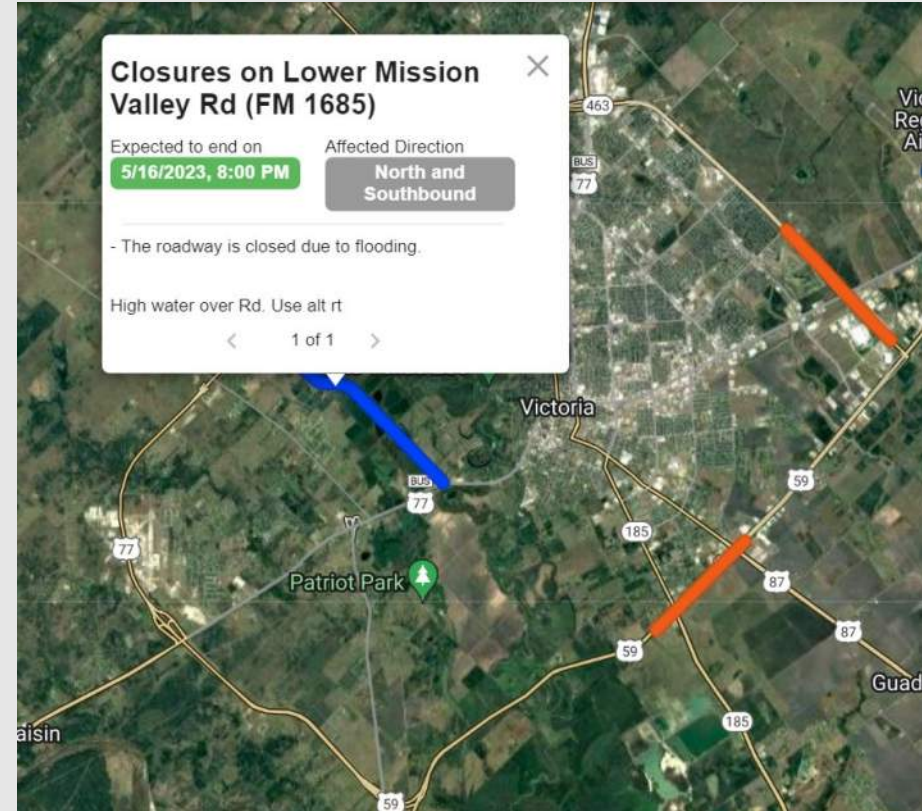 Closures on Lower Mission
Valley Rd (FM 1685)
Expected to end on
Affected Direction
5/16/2023, 8:00 PM
North and
Southbound
- The roadway is closed due to flooding.
High water over Rd. Use alt rt
1 of 1
463
BUS
77
Vic
Reg
Ai
Victoria
BUS
77
59
185
77
Patriot Park
87
59
87
Guad
185
aisin
59